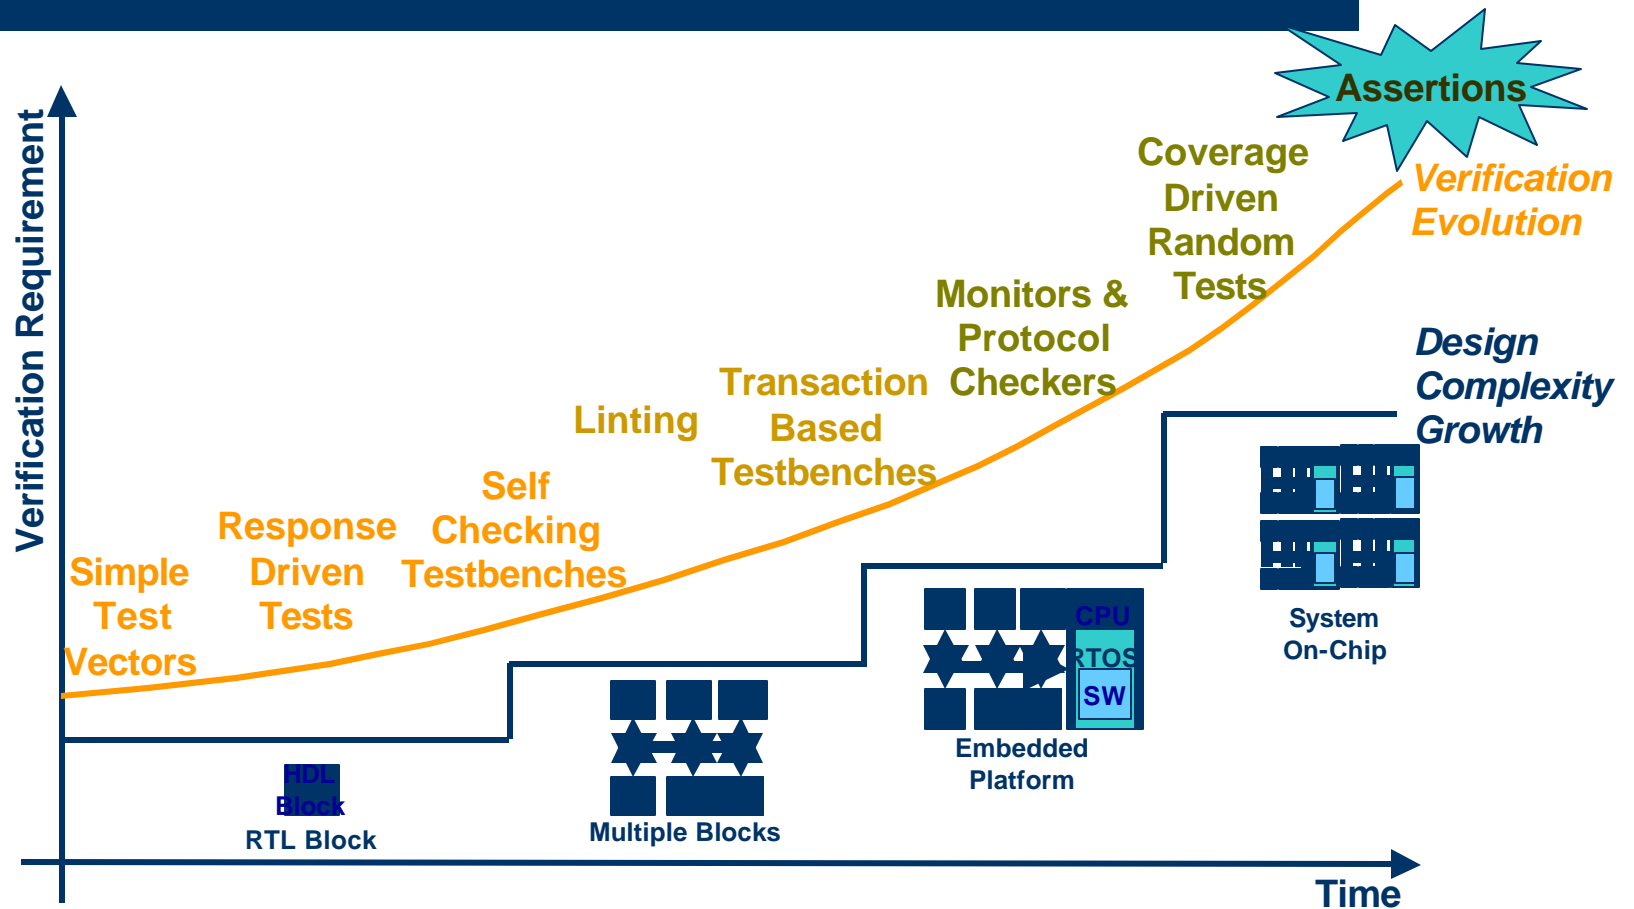 Assertions
Verification Requirement
Coverage
Driven
Random
Tests
Verification
Evolution
Monitors &
Protocol
Checkers
Design
Complexity
Growth
Transaction
Based
Testbenches
Linting
Self
Checking
Testbenches
Response
Driven
Tests
Simple
Test
Vectors
CPU
RTOS
SW
System
On-Chip
Embedded
Platform
HDL
Block
RTL Block
Multiple Blocks
Time